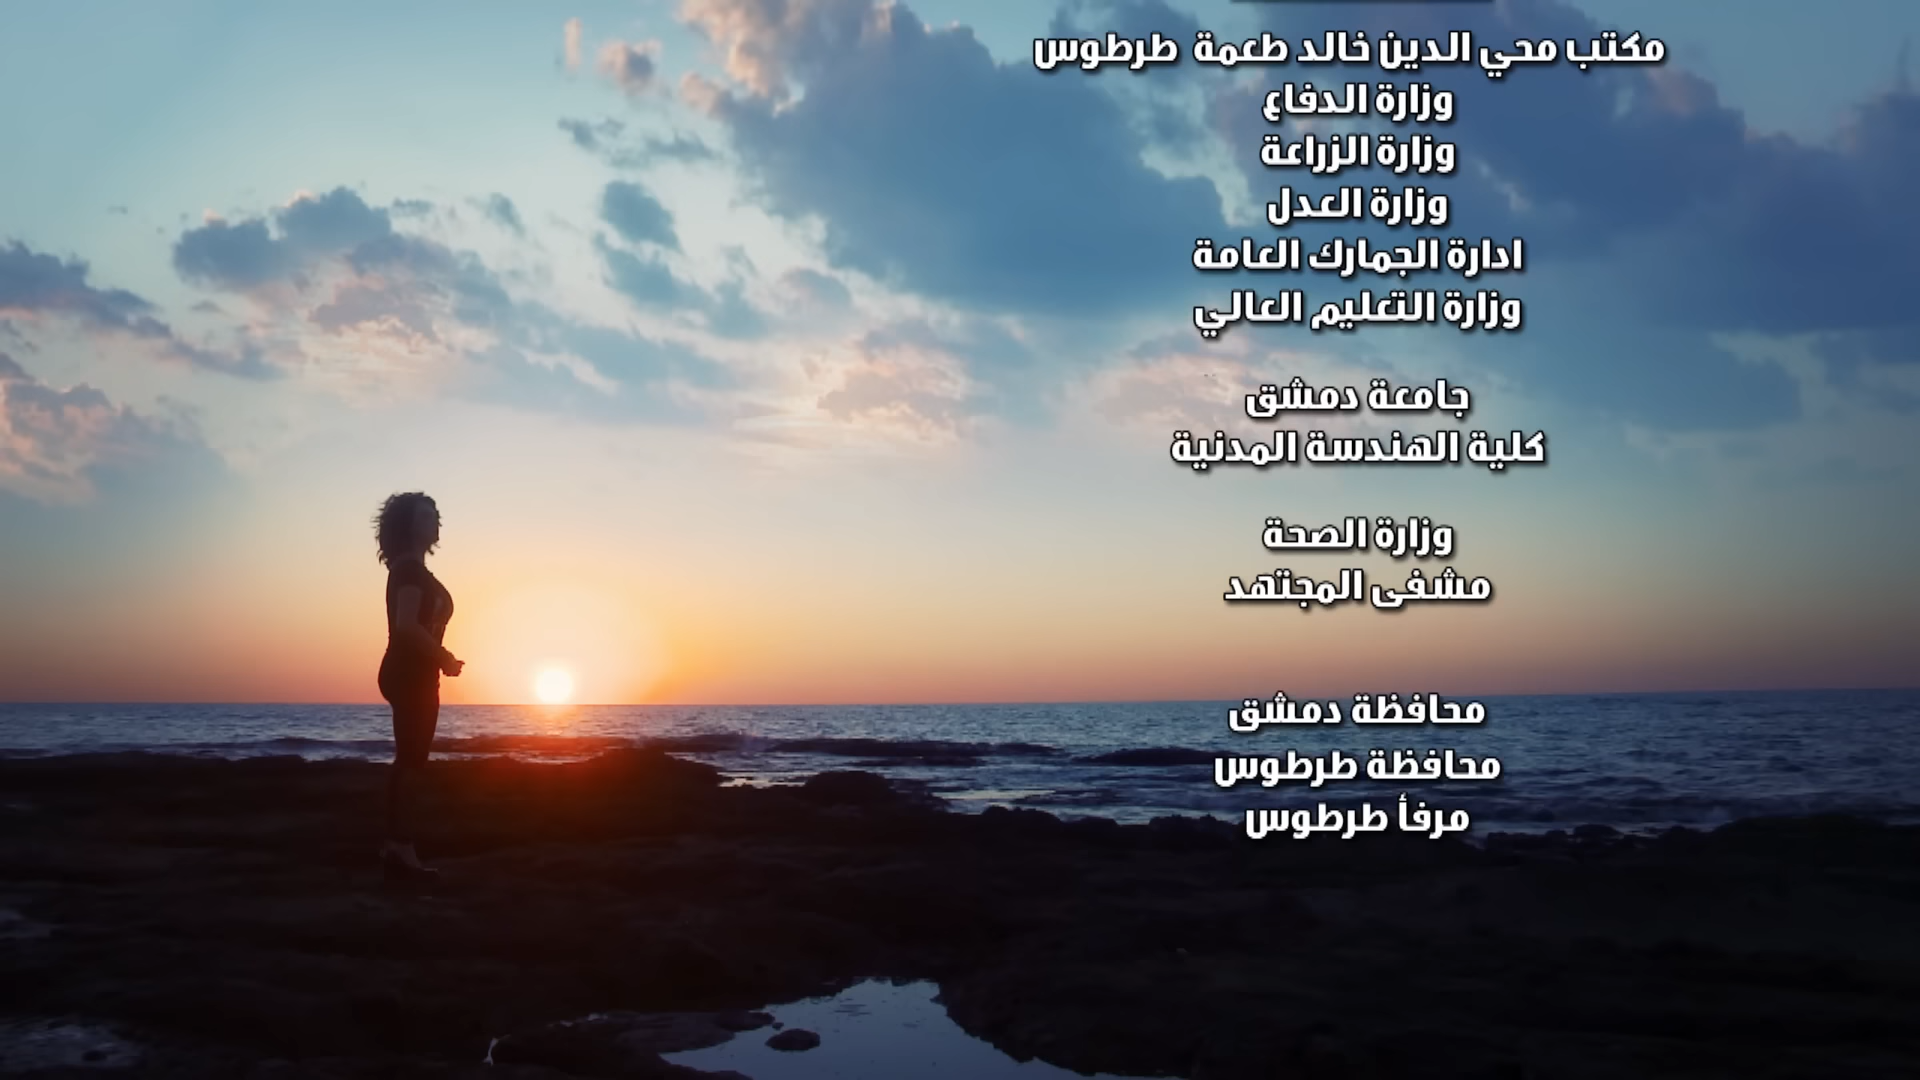 مكتب محي الدين خالد طعمة طرطوس
وزارة الدفاع
وزارة الزراعة
وزارة العدل
ادارة الجمارك العامة
وزارة التعليم العالي
جامعة دمشق
كلية الهندسة المدنية
وزارة الصحة
مشفى المجتهد
محافظة دمشق
محافظة طرطوس
مرفأ طرطوس